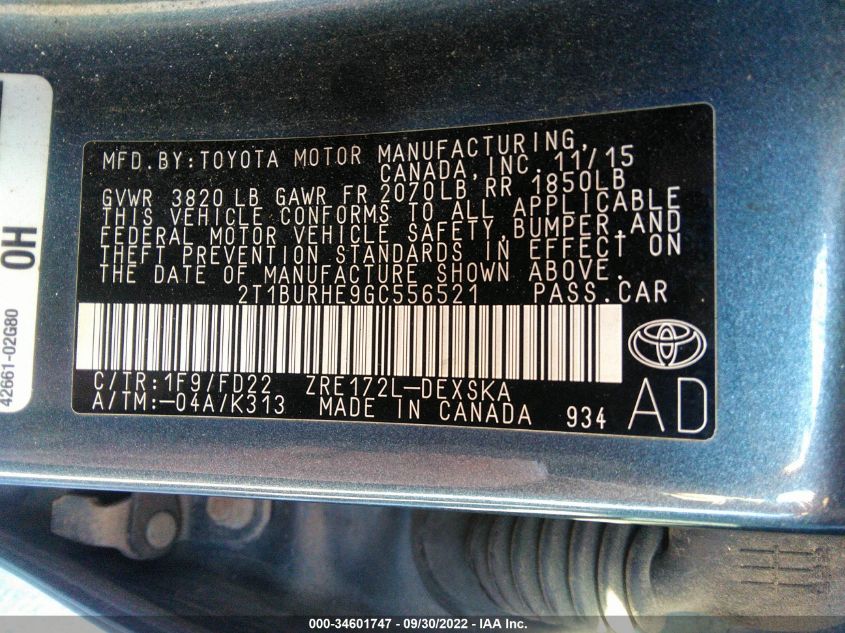 MFD.BY:TOYOTA MOTOR MANUFACTURING,
CANADA,INC. 11/15
GVWR 3820 LB GAWR FR 2070LB RR 1850LB
THIS VEHICLE CONFORMS TO ALL APPLICABLE
FEDERAL MOTOR VEHICLE SAFETY,BUMPER,AND
THEFT PREVENTION STANDARDS IN EFFECT ON
THE DATE OF MANUFACTURE SHOWN ABOVE.
2T1BURHE9GC556521 PASS.CAR
C/TR:1F9/FD22 ZRE172L-DEXSKA
A/TM:-04A/K313 MADE IN CANADA 934
AD
OH
42661-02G80
000-34601747 - 09/30/2022 - IAA Inc.